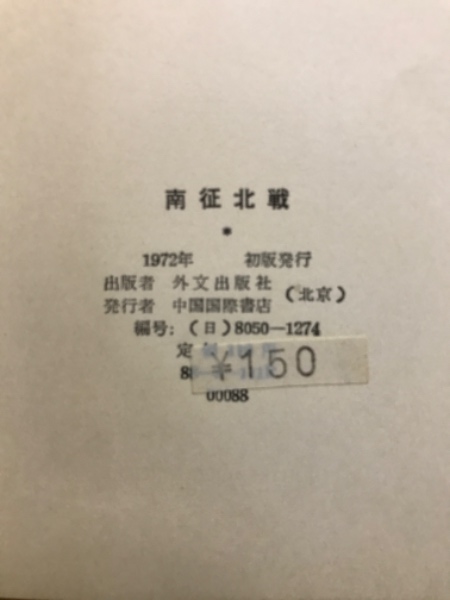 南征北戦
*
1972年 初版発行
出版者 外文出版社
発行者 中国国際書店
(北京)
編号: (日)8050—1274
定
¥150
88
00088